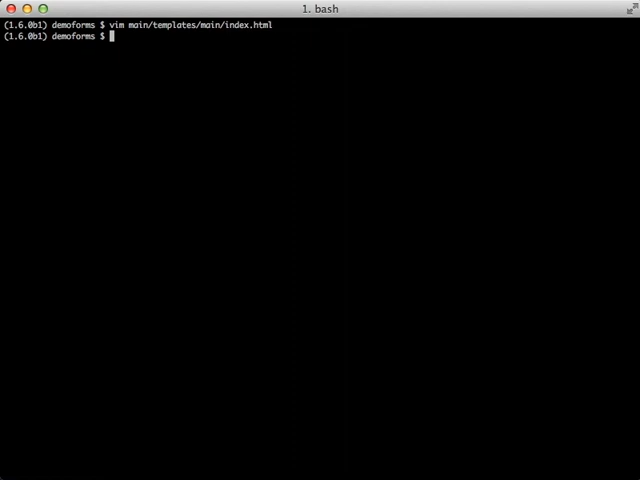 1. bash
(1.6.0b1) demoforms $ vim main/templates/main/index.html
(1.6.0b1) demoforms $